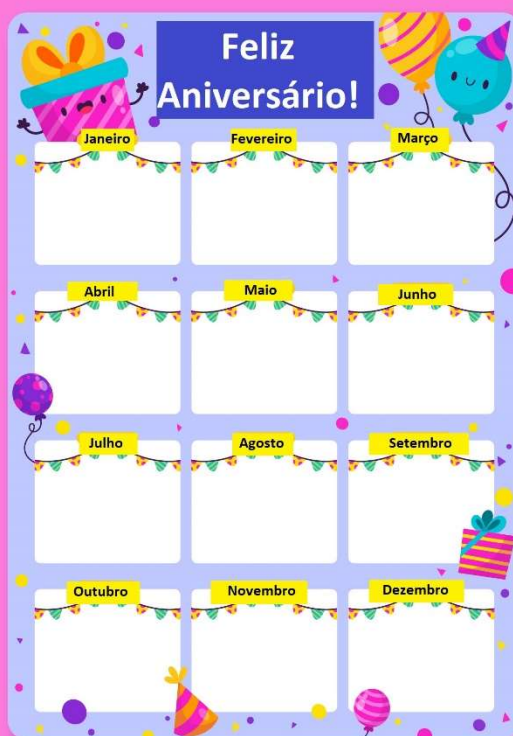 Feliz
Aniversário!
Janeiro
Fevereiro
Março
Abril
Maio
Junho
Julho
Agosto
Setembro
Outubro
Novembro
Dezembro